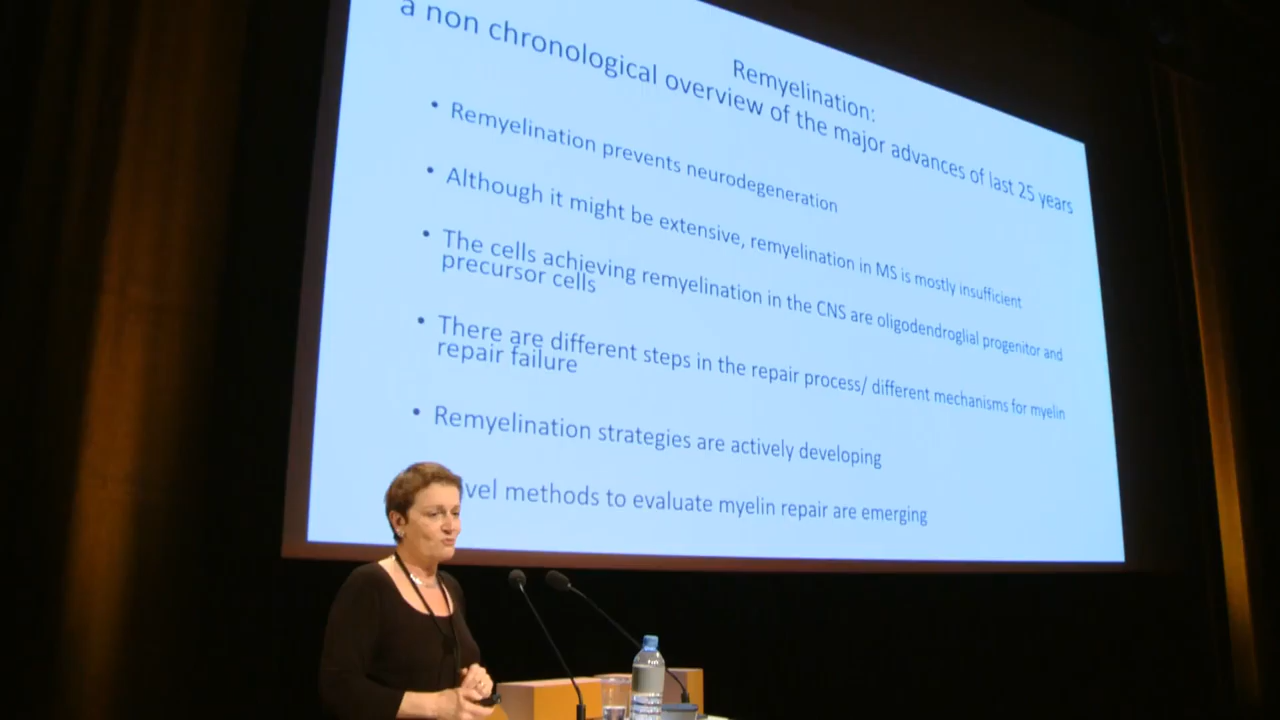 Remyelination:
a non chronological overview of the major advances of last 25 years
• Remyelination prevents neurodegeneration
• Although it might be extensive, remyelination in MS is mostly insufficient
• The cells achieving remyelination in the CNS are oligodendroglial progenitor and
precursor cells
• There are different steps in the repair process/ different mechanisms for myelin
repair failure
• Remyelination strategies are actively developing
methods to evaluate myelin repair are emerging